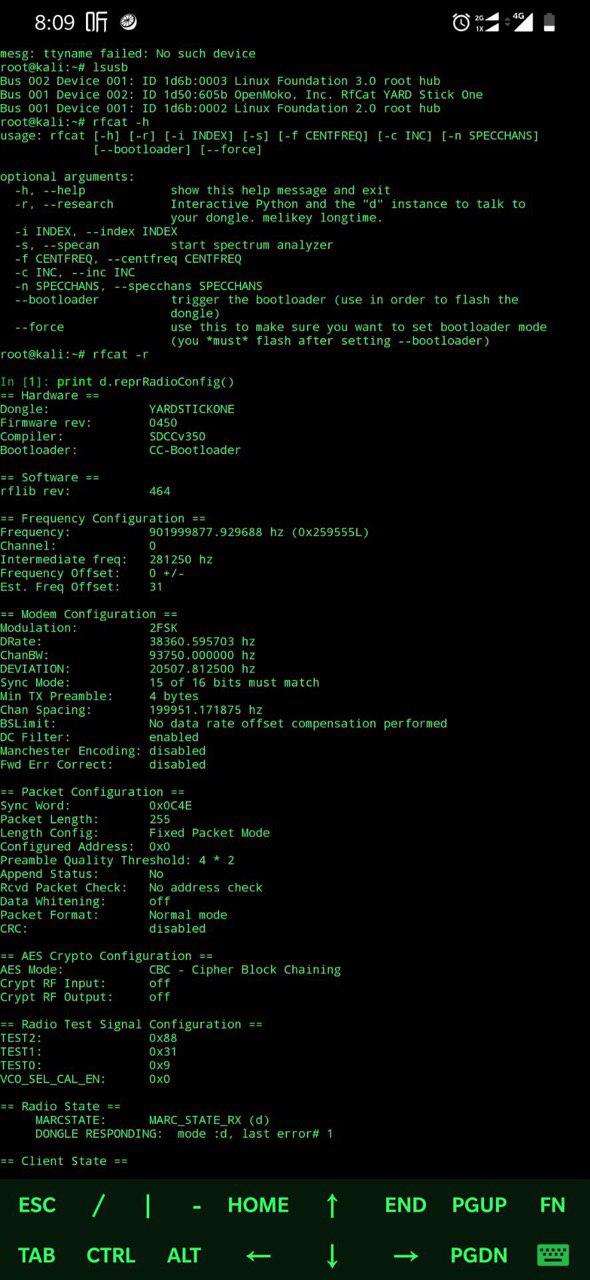 8:09
2G
1X
4G
mesg: ttyname failed: No such device
root@kali:~# lsusb
Bus 002 Device 001: ID 1d6b:0003 Linux Foundation 3.0 root hub
Bus 001 Device 002: ID 1d50:605b OpenMoko, Inc. RfCat YARD Stick One
Bus 001 Device 001: ID 1d6b:0002 Linux Foundation 2.0 root hub
root@kali:~# rfcat -h
usage: rfcat [-h] [-r] [-i INDEX] [-s] [-f CENTFREQ] [-c INC] [-n SPECCHANS]
[--bootloader] [--force]
optional arguments:
-h, --help show this help message and exit
-r, --research Interactive Python and the "d" instance to talk to
your dongle. melikey longtime.
-i INDEX, --index INDEX
-s, --specan start spectrum analyzer
-f CENTFREQ, --centfreq CENTFREQ
-c INC, --inc INC
-n SPECCHANS, --specchans SPECCHANS
--bootloader trigger the bootloader (use in order to flash the
dongle)
--force use this to make sure you want to set bootloader mode
(you *must* flash after setting --bootloader)
root@kali:~# rfcat -r
In [1]: print d.reprRadioConfig()
== Hardware ==
Dongle: YARDSTICKONE
Firmware rev: 0450
Compiler: SDCCv350
Bootloader: CC-Bootloader
== Software ==
rflib rev: 464
== Frequency Configuration ==
Frequency: 901999877.929688 hz (0x259555L)
Channel: 0
Intermediate freq: 281250 hz
Frequency Offset: 0 +/-
Est. Freq Offset: 31
== Modem Configuration ==
Modulation: 2FSK
DRate: 38360.595703 hz
ChanBW: 93750.000000 hz
DEVIATION: 20507.812500 hz
Sync Mode: 15 of 16 bits must match
Min TX Preamble: 4 bytes
Chan Spacing: 199951.171875 hz
BSLimit: No data rate offset compensation performed
DC Filter: enabled
Manchester Encoding: disabled
Fwd Err Correct: disabled
== Packet Configuration ==
Sync Word: 0x0C4E
Packet Length: 255
Length Config: Fixed Packet Mode
Configured Address: 0x0
Preamble Quality Threshold: 4 * 2
Append Status: No
Rcvd Packet Check: No address check
Data Whitening: off
Packet Format: Normal mode
CRC: disabled
== AES Crypto Configuration ==
AES Mode: CBC - Cipher Block Chaining
Crypt RF Input: off
Crypt RF Output: off
== Radio Test Signal Configuration ==
TEST2: 0x88
TEST1: 0x31
TEST0: 0x9
VCO_SEL_CAL_EN: 0x0
== Radio State ==
MARCSTATE: MARC_STATE_RX (d)
DONGLE RESPONDING: mode :d, last error# 1
== Client State ==
ESC / | - HOME ↑ END PGUP FN
TAB CTRL ALT ← ↓ → PGDN